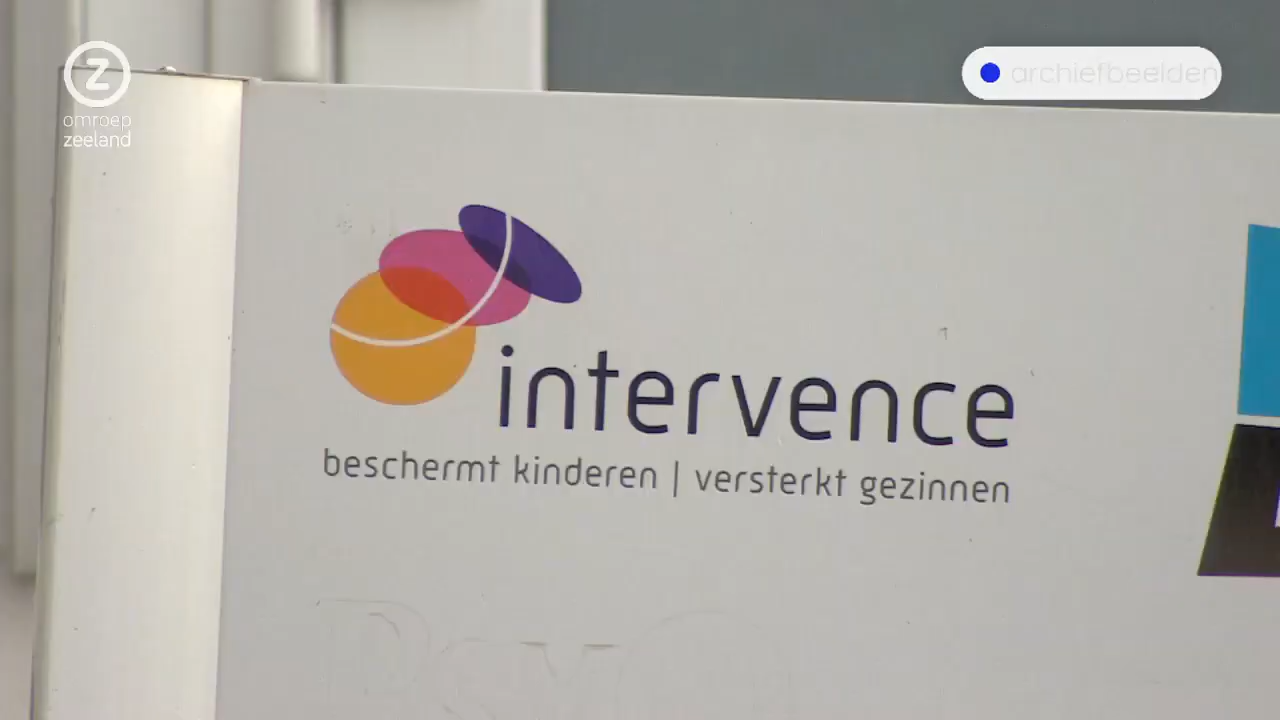 Z
omroep
zeeland
archiefbeelden
intervence
beschermt kinderen | versterkt gezinnen